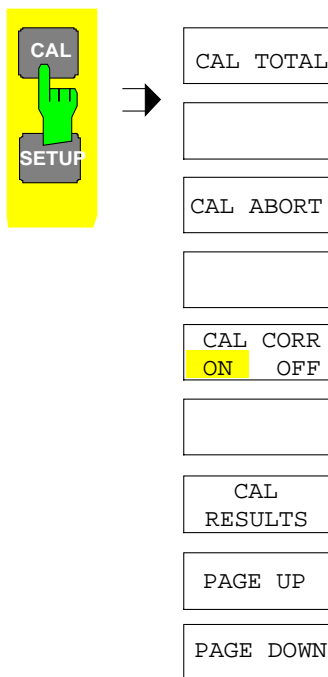 CAL
SETUP
CAL TOTAL
CAL ABORT
CAL CORR
ON OFF
CAL
RESULTS
PAGE UP
PAGE DOWN